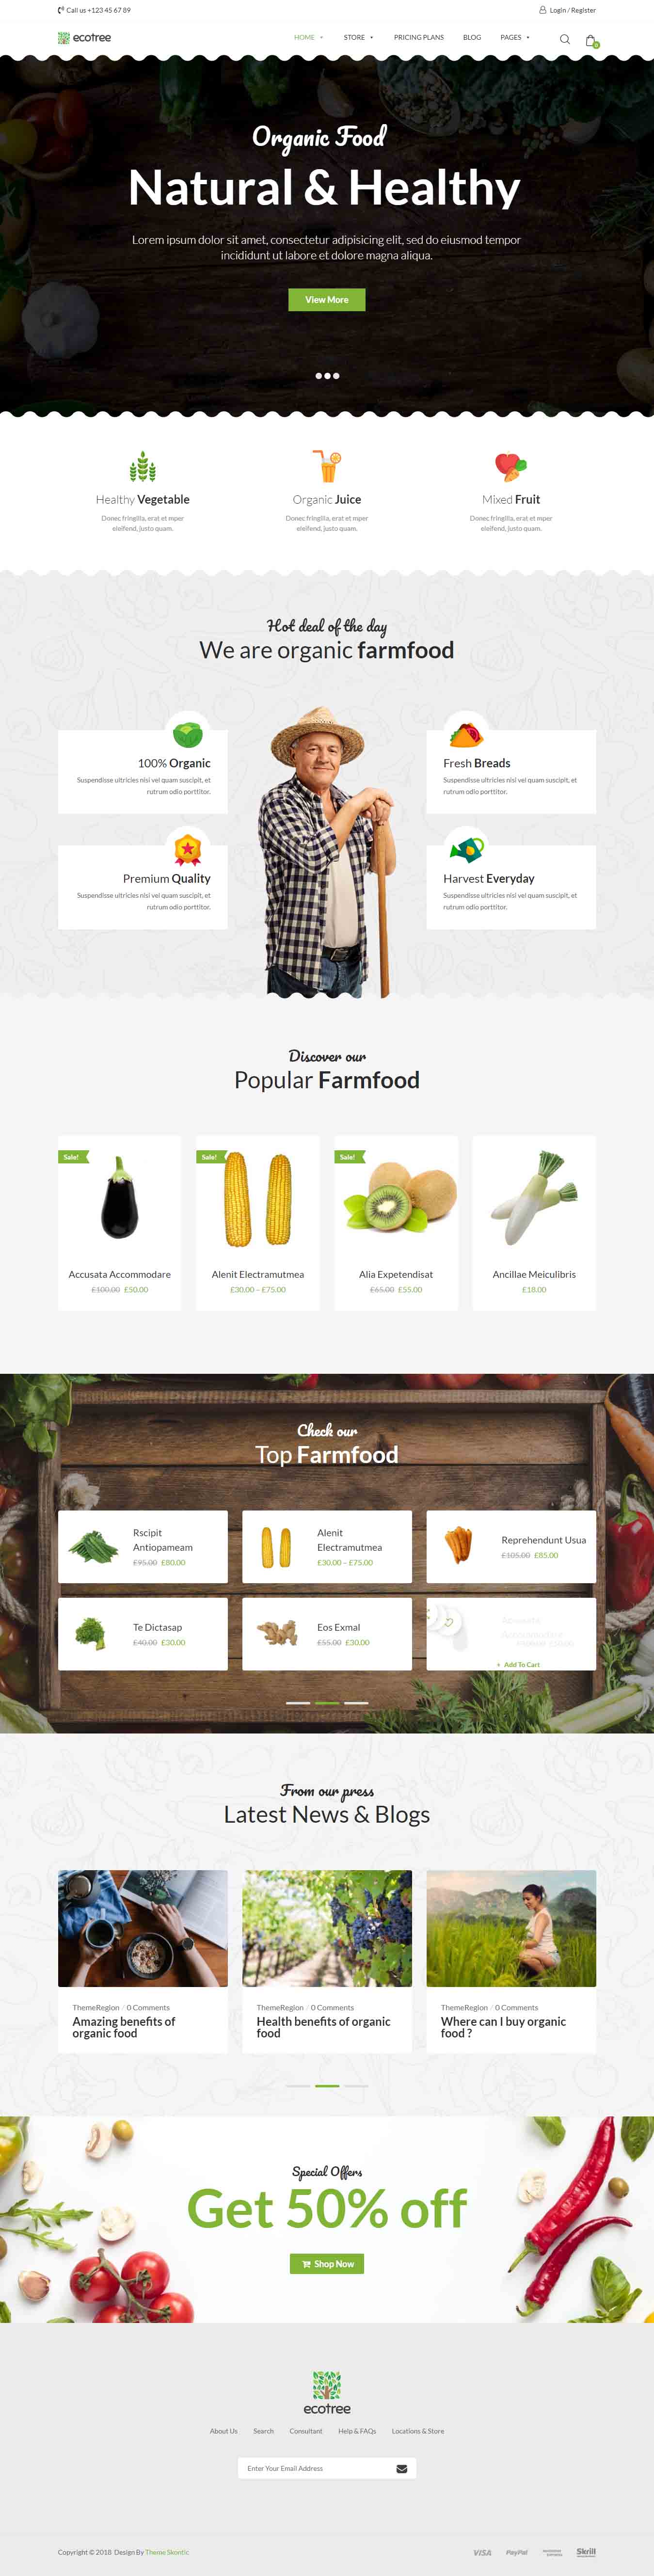 Call us +123 45 67 89
Login / Register
ecotree
HOME
STORE
PRICING PLANS
BLOG
PAGES
0
Organic Food
Natural & Healthy
Lorem ipsum dolor sit amet, consectetur adipisicing elit, sed do eiusmod tempor
incididunt ut labore et dolore magna aliqua.
View More
Healthy Vegetable
Donec fringilla, erat et mper
eleifend, justo quam.
Organic Juice
Donec fringilla, erat et mper
eleifend, justo quam.
Mixed Fruit
Donec fringilla, erat et mper
eleifend, justo quam.
Hot deal of the day
We are organic farmfood
100% Organic
Suspendisse ultricies nisi vel quam suscipit, et
rutrum odio porttitor.
Premium Quality
Suspendisse ultricies nisi vel quam suscipit, et
rutrum odio porttitor.
Fresh Breads
Suspendisse ultricies nisi vel quam suscipit, et
rutrum odio porttitor.
Harvest Everyday
Suspendisse ultricies nisi vel quam suscipit, et
rutrum odio porttitor.
Discover our
Popular Farmfood
Sale!
Accusata Accommodare
£100.00 £50.00
Sale!
Alenit Electramutmea
£30.00 – £75.00
Sale!
Alia Expetendisat
£65.00 £55.00
Ancillae Meiculibris
£18.00
Check our
Top Farmfood
Rscipit
Antiopameam
£95.00 £80.00
Alenit
Electramutmea
£30.00 – £75.00
Reprehendunt Usua
£105.00 £85.00
Te Dictasap
£40.00 £30.00
Eos Exmal
£55.00 £30.00
+ Add To Cart
From our press
Latest News & Blogs
ThemeRegion / 0 Comments
Amazing benefits of
organic food
ThemeRegion / 0 Comments
Health benefits of organic
food
ThemeRegion / 0 Comments
Where can I buy organic
food ?
Special Offers
Get 50% off
Shop Now
ecotree
About Us
Search
Consultant
Help & FAQs
Locations & Store
Enter Your Email Address
Copyright © 2018 Design By Theme Skontic
VISA
PayPal
Skrill